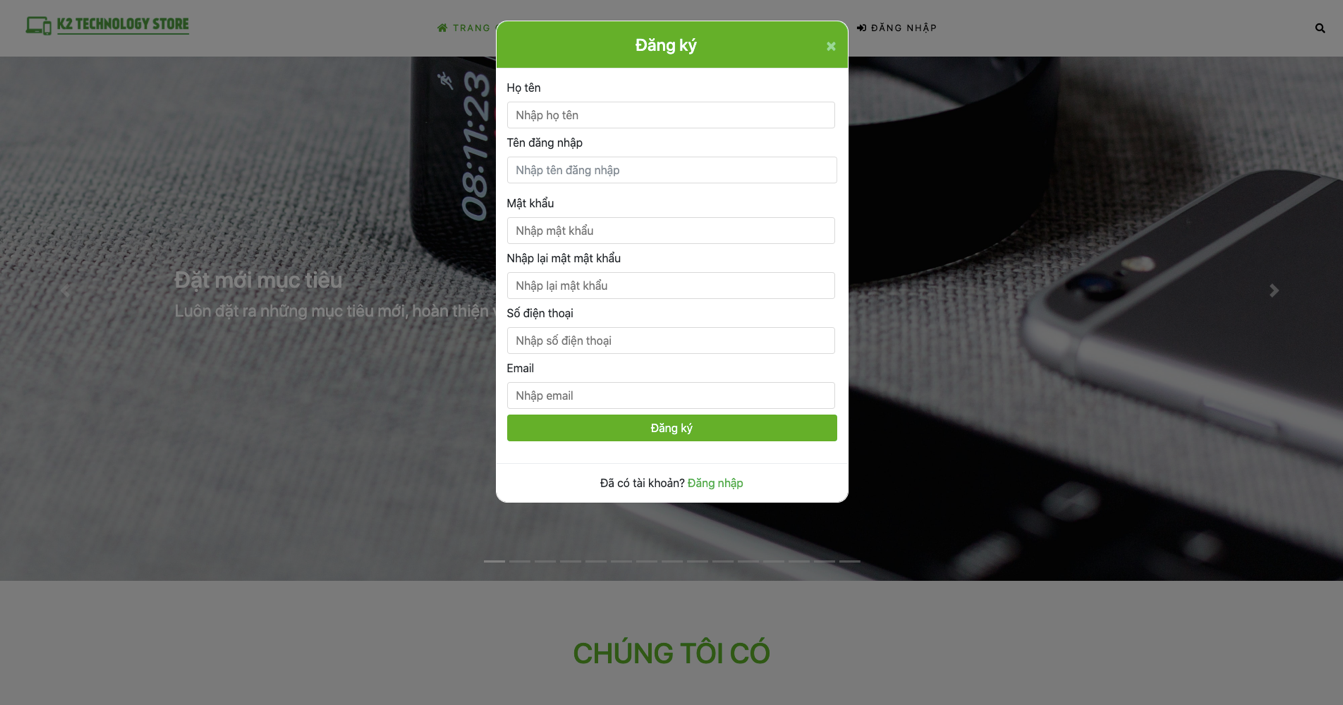 K2 TECHNOLOGY STORE
TRANG
ĐĂNG NHẬP
Đăng ký
×
Họ tên
Nhập họ tên
Tên đăng nhập
Nhập tên đăng nhập
Mật khẩu
Nhập mật khẩu
Nhập lại mật mật khẩu
Nhập lại mật khẩu
Số điện thoại
Nhập số điện thoại
Email
Nhập email
Đăng ký
Đã có tài khoản? Đăng nhập
08:11:23
Đặt mới mục tiêu
Luôn đặt ra những mục tiêu mới, hoàn thiện
CHÚNG TÔI CÓ